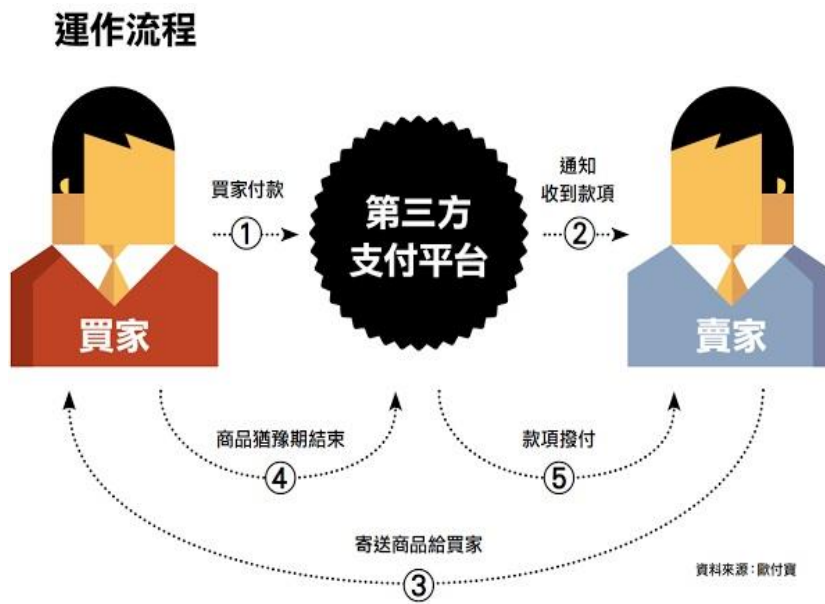 運作流程
買家付款
①
第三方
支付平台
通知
收到款項
②
買家
賣家
商品猶豫期結束
④
款項撥付
⑤
寄送商品給買家
③
資料來源：歐付寶